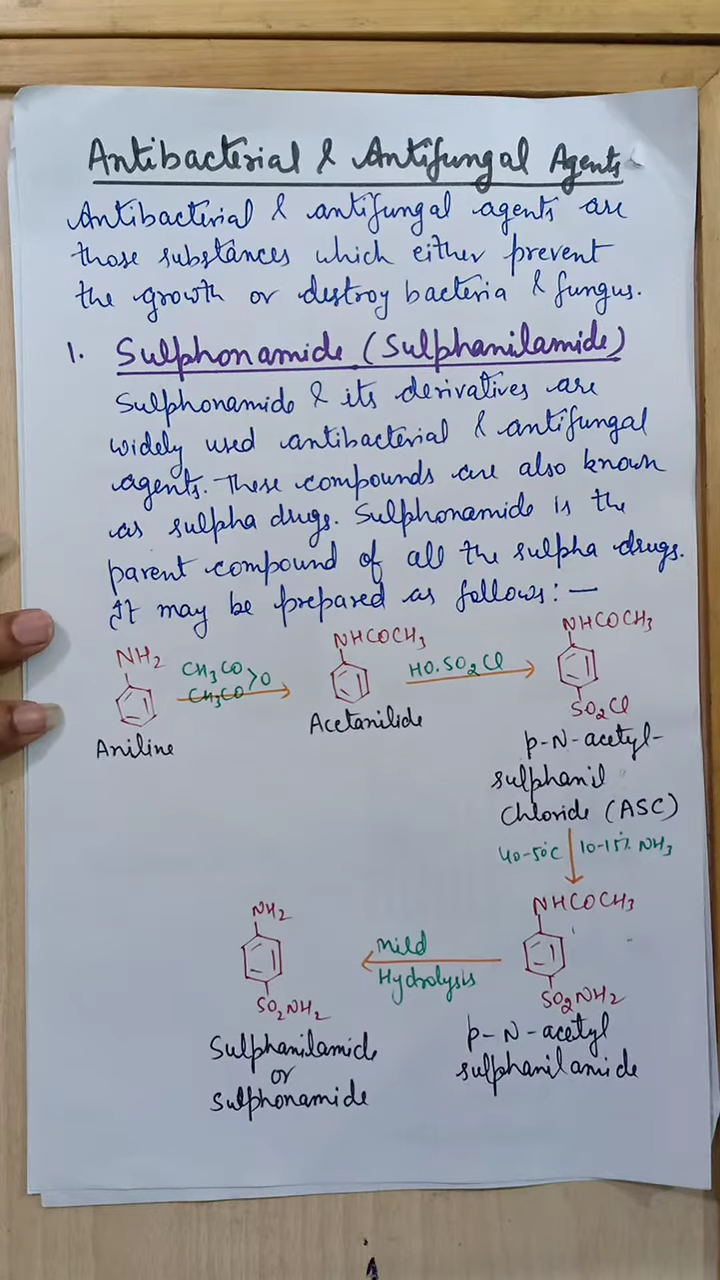 Antibacterial & Antifungal Agents
Antibacterial & antifungal agents are
those substances which either prevent
the growth or destroy bacteria & fungus.
1. Sulphonamide (Sulphanilamide)
Sulphonamide & its derivatives are
widely used antibacterial & antifungal
agents. These compounds are also known
as sulpha drugs. Sulphonamide is the
parent compound of all the sulpha drugs.
It may be prepared as follows:—
NH₂
Aniline
CH₃CO
CH₃CO >O
NHCOCH₃
Acetanilide
HO.SO₂Cl
NHCOCH₃
SO₂Cl
p-N-acetyl-
sulphanil
Chloride (ASC)
40-50°C 10-15% NH₃
NHCOCH₃
SO₂NH₂
p-N-acetyl
sulphanilamide
Mild
Hydrolysis
NH₂
SO₂NH₂
Sulphanilamide
or
Sulphonamide